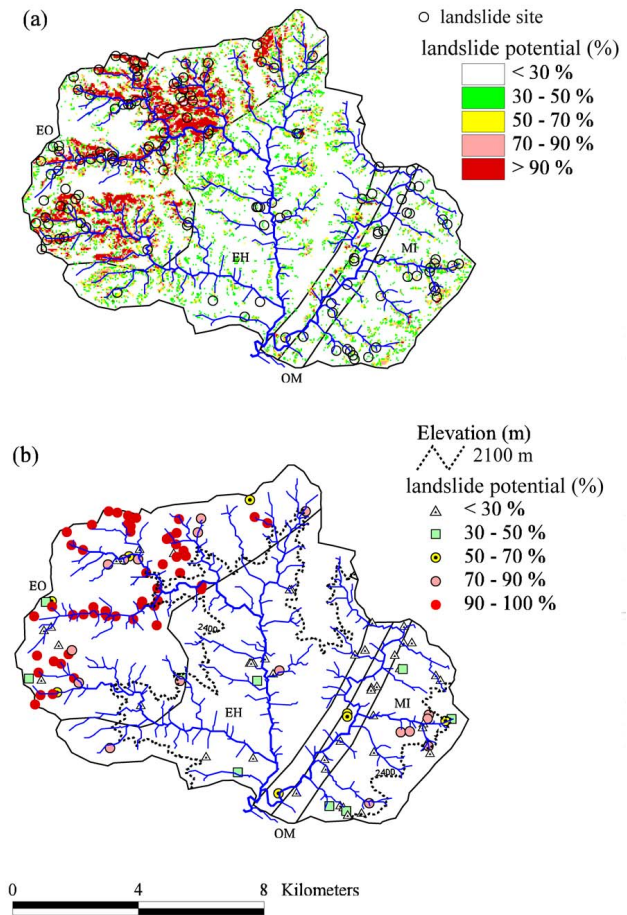 (a)
landslide site
landslide potential (%)
< 30 %
30 - 50 %
50 - 70 %
70 - 90 %
> 90 %
EO
EH
MI
OM
(b)
Elevation (m)
2100 m
landslide potential (%)
< 30 %
30 - 50 %
50 - 70 %
70 - 90 %
90 - 100 %
EO
2400
EH
MI
2400
OM
0 4 8 Kilometers